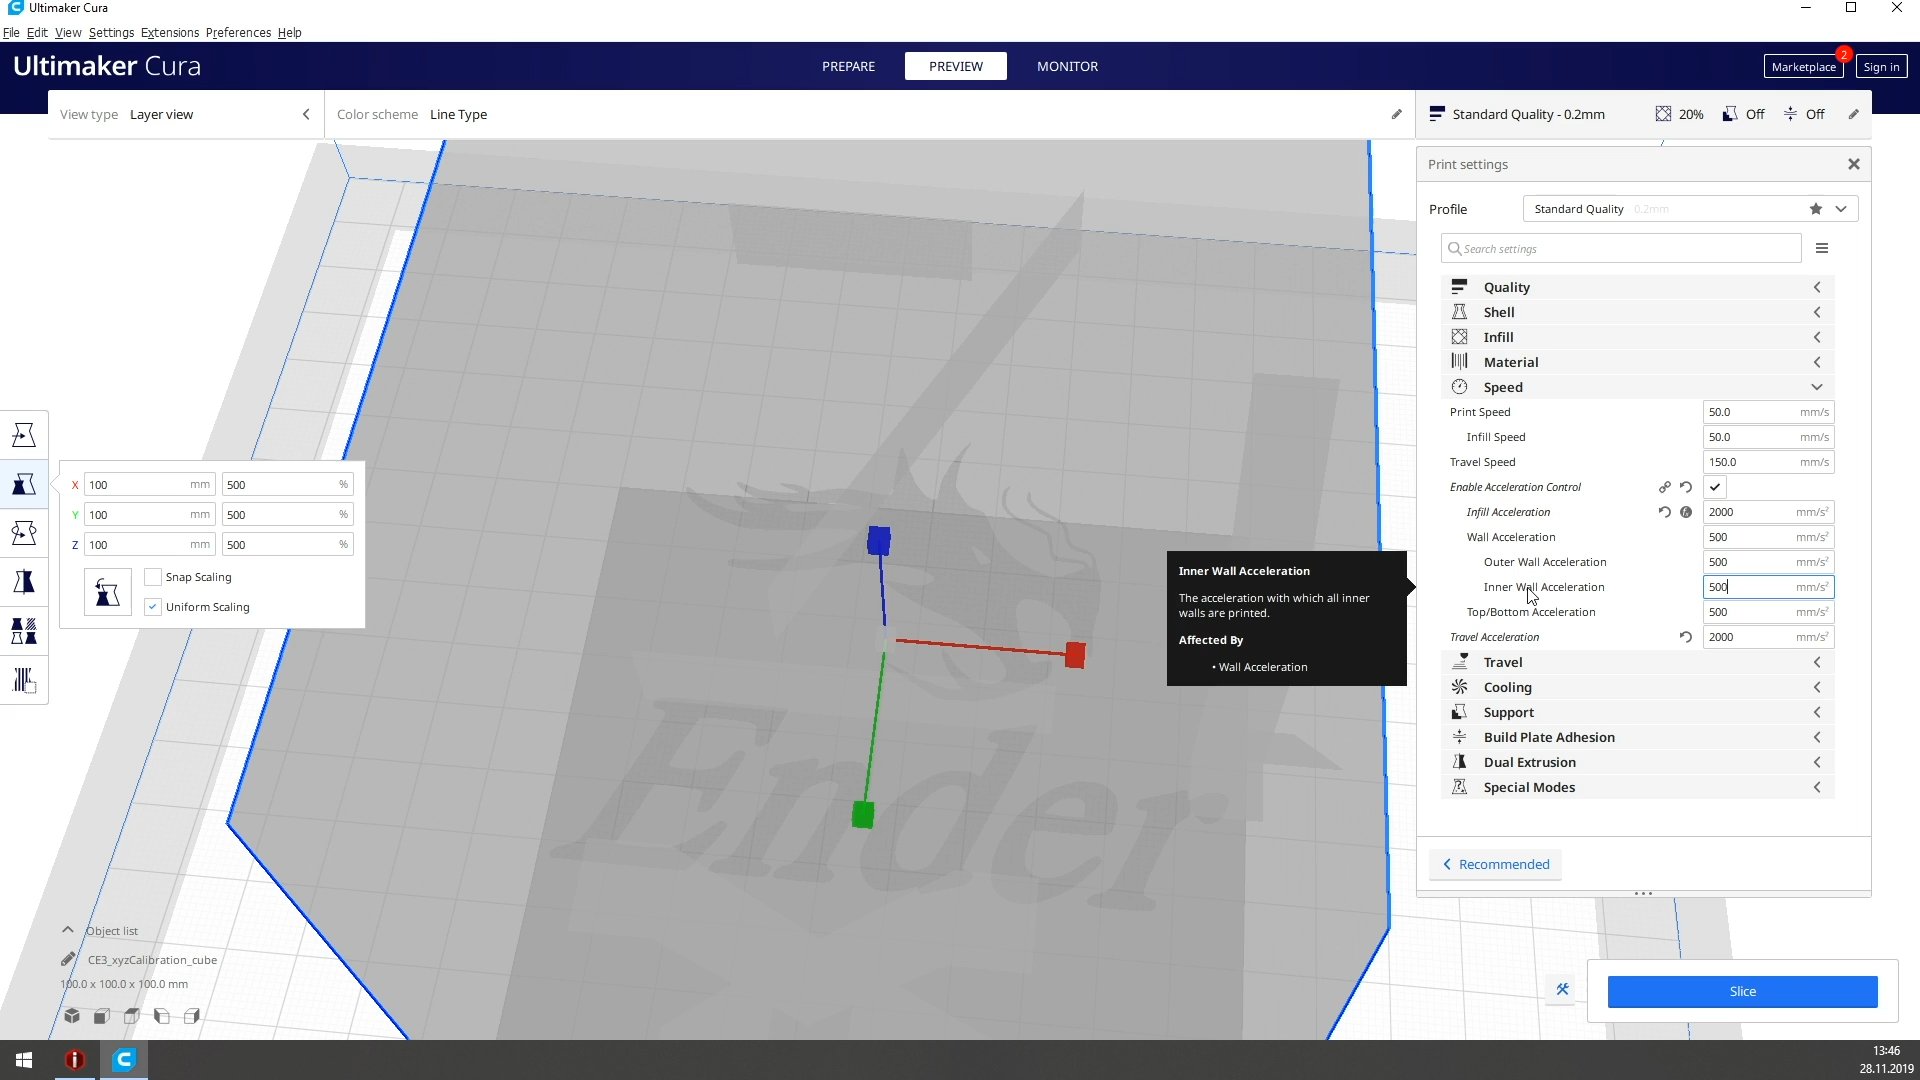 Ultimaker Cura
File Edit View Settings Extensions Preferences Help
Ultimaker Cura
PREPARE
PREVIEW
MONITOR
Marketplace
2
Sign in
View type Layer view
Color scheme Line Type
Standard Quality - 0.2mm
20%
Off
Off
Print settings
Profile
Standard Quality 0.2mm
Search settings
Quality
Shell
Infill
Material
Speed
Print Speed 50.0 mm/s
Infill Speed 50.0 mm/s
Travel Speed 150.0 mm/s
Enable Acceleration Control
Infill Acceleration 2000 mm/s²
Wall Acceleration 500 mm/s²
Outer Wall Acceleration 500 mm/s²
Inner Wall Acceleration 500 mm/s²
Top/Bottom Acceleration 500 mm/s²
Travel Acceleration 2000 mm/s²
Travel
Cooling
Support
Build Plate Adhesion
Dual Extrusion
Special Modes
Recommended
Inner Wall Acceleration
The acceleration with which all inner
walls are printed.
Affected By
• Wall Acceleration
X 100 mm 500 %
Y 100 mm 500 %
Z 100 mm 500 %
Snap Scaling
Uniform Scaling
Ender
Object list
CE3_xyzCalibration_cube
100.0 x 100.0 x 100.0 mm
Slice
13:46
28.11.2019